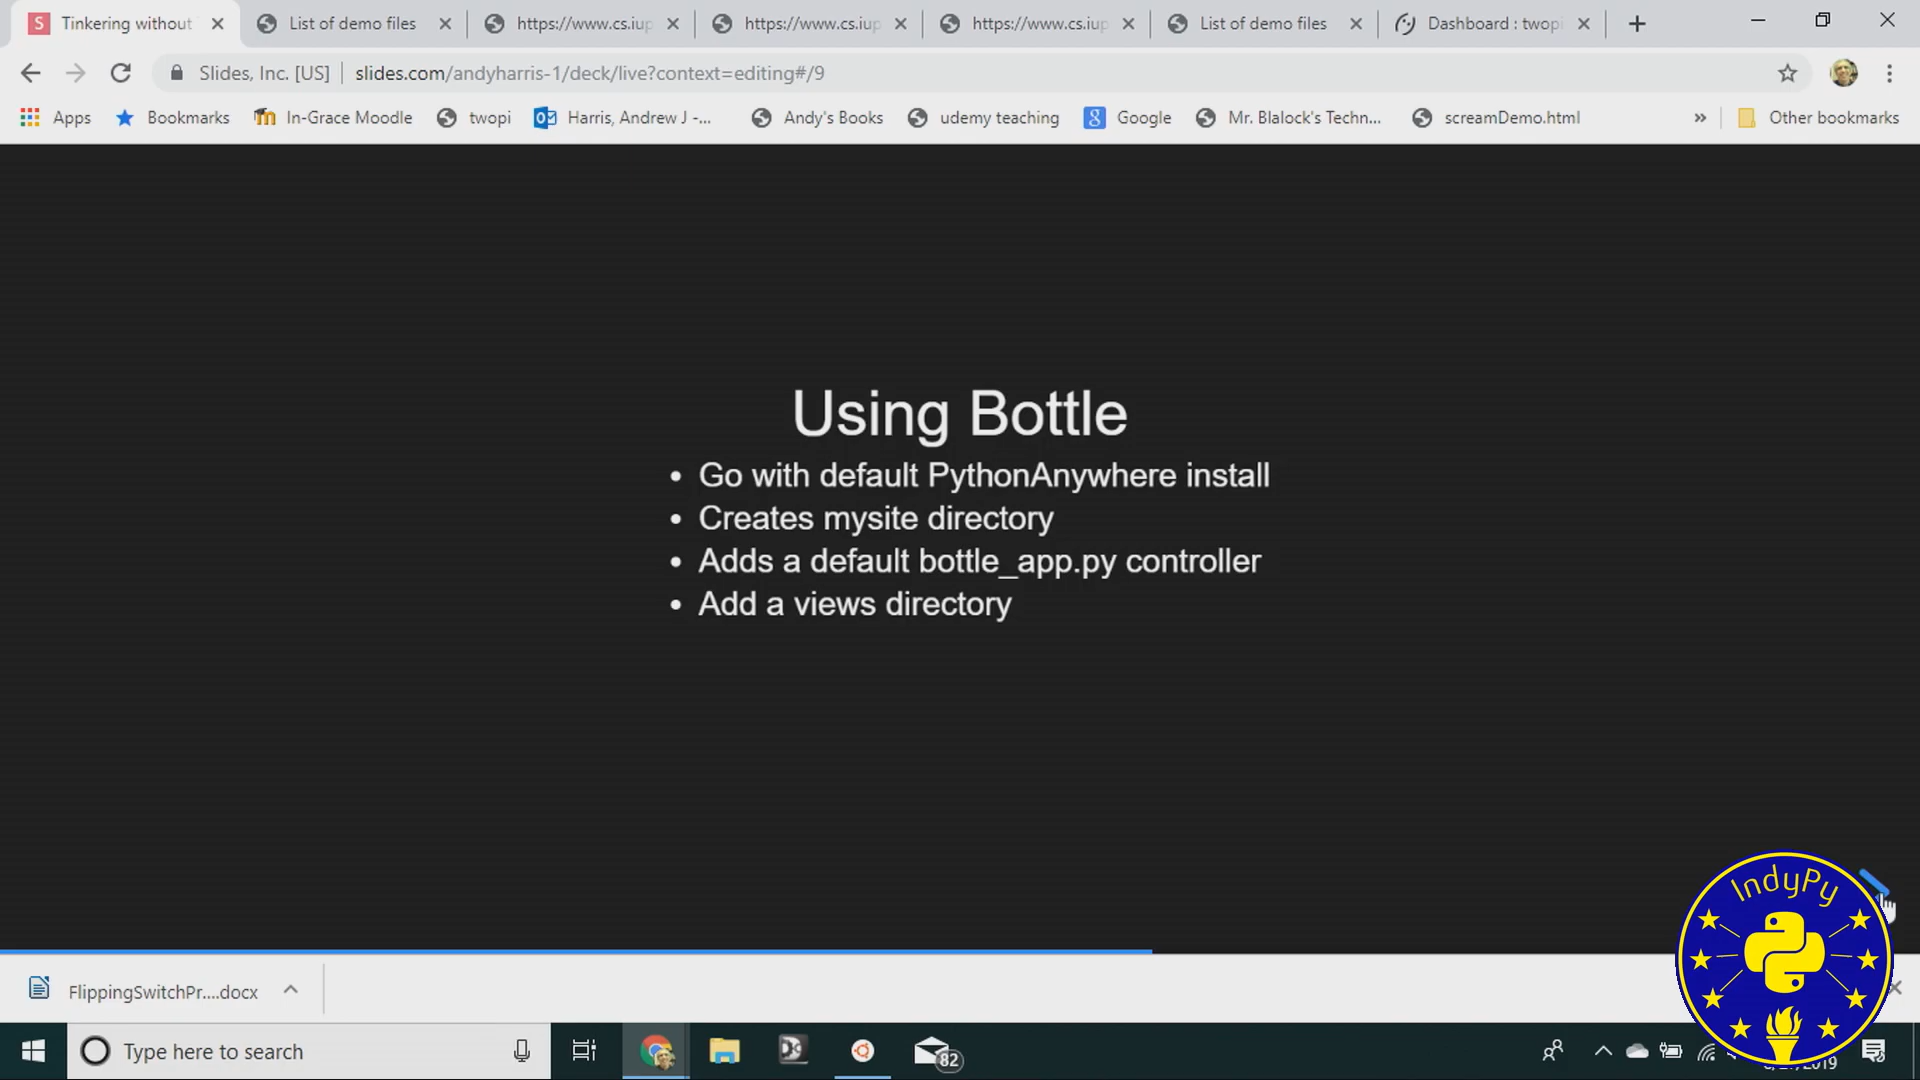 Tinkering without
List of demo files
https://www.cs.iup
https://www.cs.iup
https://www.cs.iup
List of demo files
Dashboard : twopi
Slides, Inc. [US]
slides.com/andyharris-1/deck/live?context=editing#/9
Apps
Bookmarks
In-Grace Moodle
twopi
Harris, Andrew J -...
Andy's Books
udemy teaching
Google
Mr. Blalock's Techn...
screamDemo.html
»
Other bookmarks
Using Bottle
• Go with default PythonAnywhere install
• Creates mysite directory
• Adds a default bottle_app.py controller
• Add a views directory
IndyPy
FlippingSwitchPr....docx
Type here to search
82